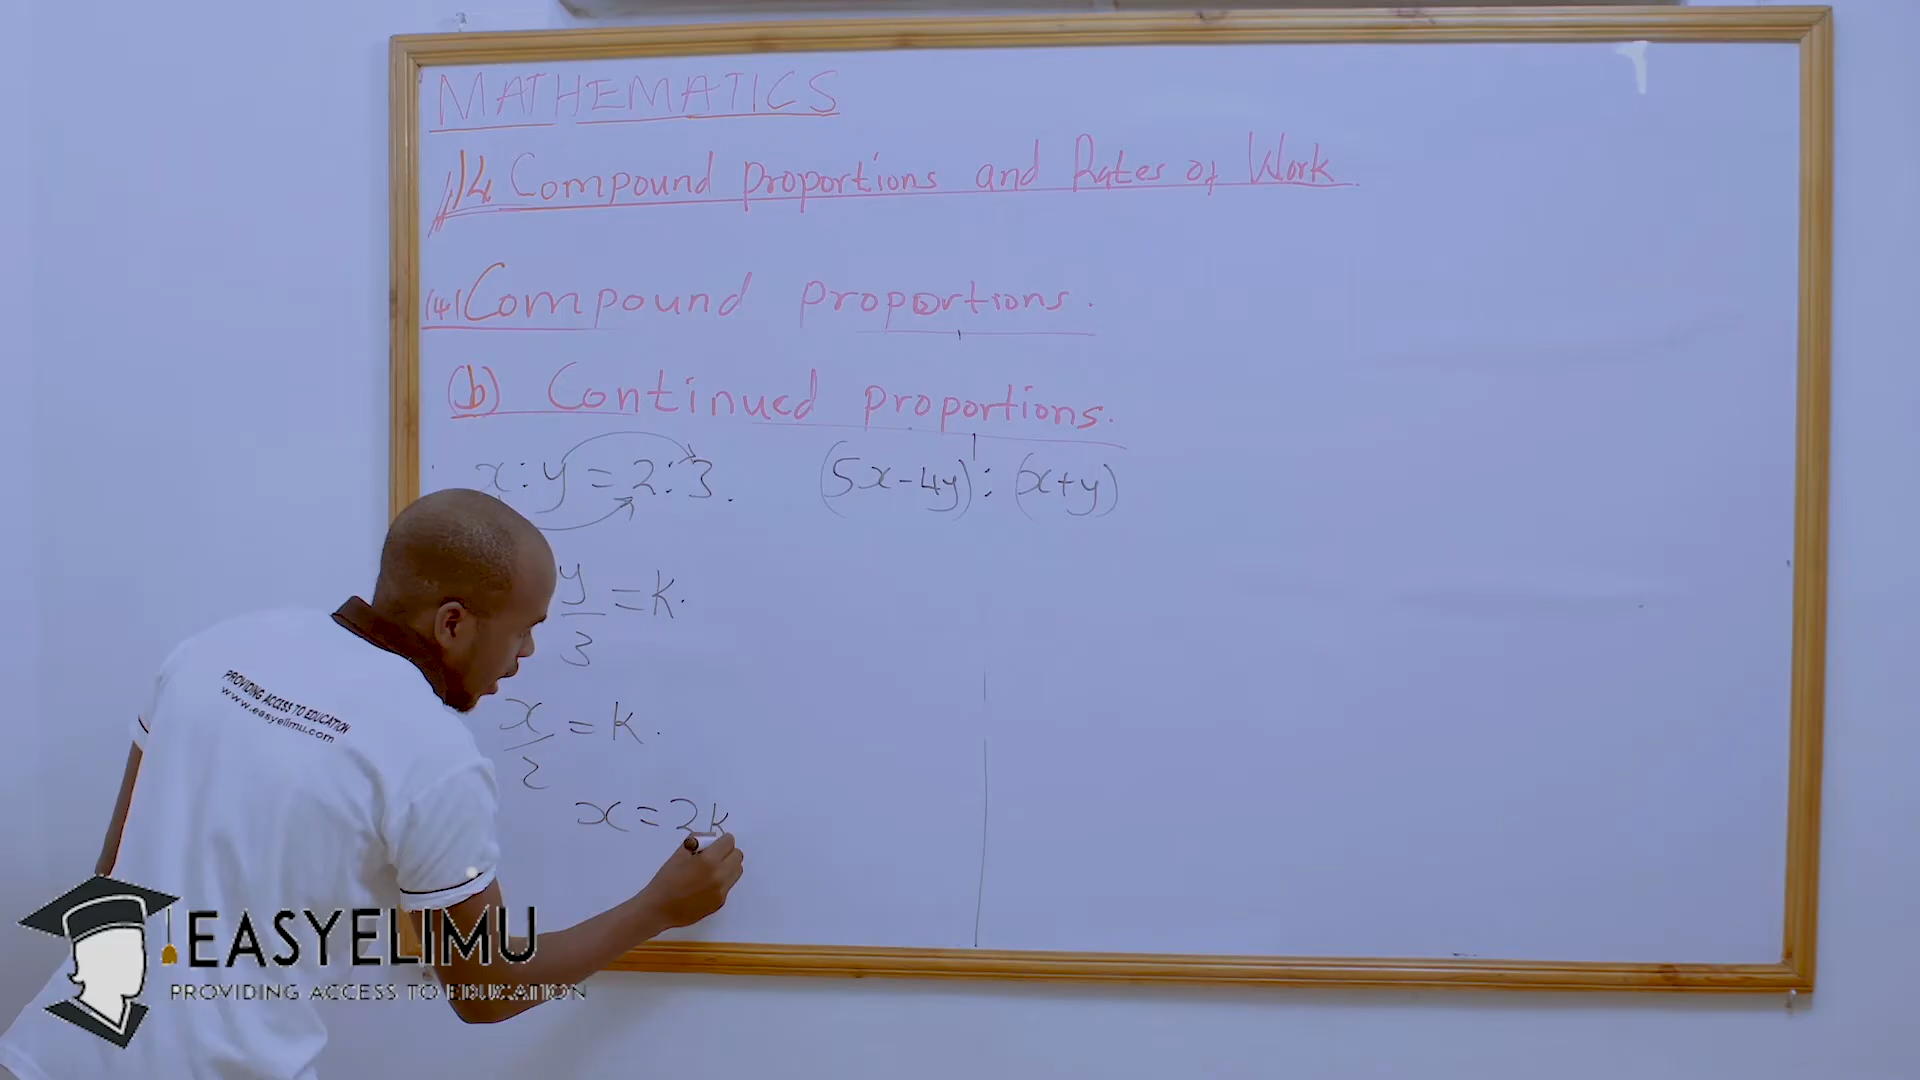 MATHEMATICS
14 Compound proportions and Rates of Work
(14) Compound proportions.
(b) Continued proportions.
x:y = 2:3. (5x-4y) : (x+y)
y/3 = k.
x/2 = k.
x = 2k
PROVIDING ACCESS TO EDUCATION
www.easyelimu.com
EASYELIMU
PROVIDING ACCESS TO EDUCATION